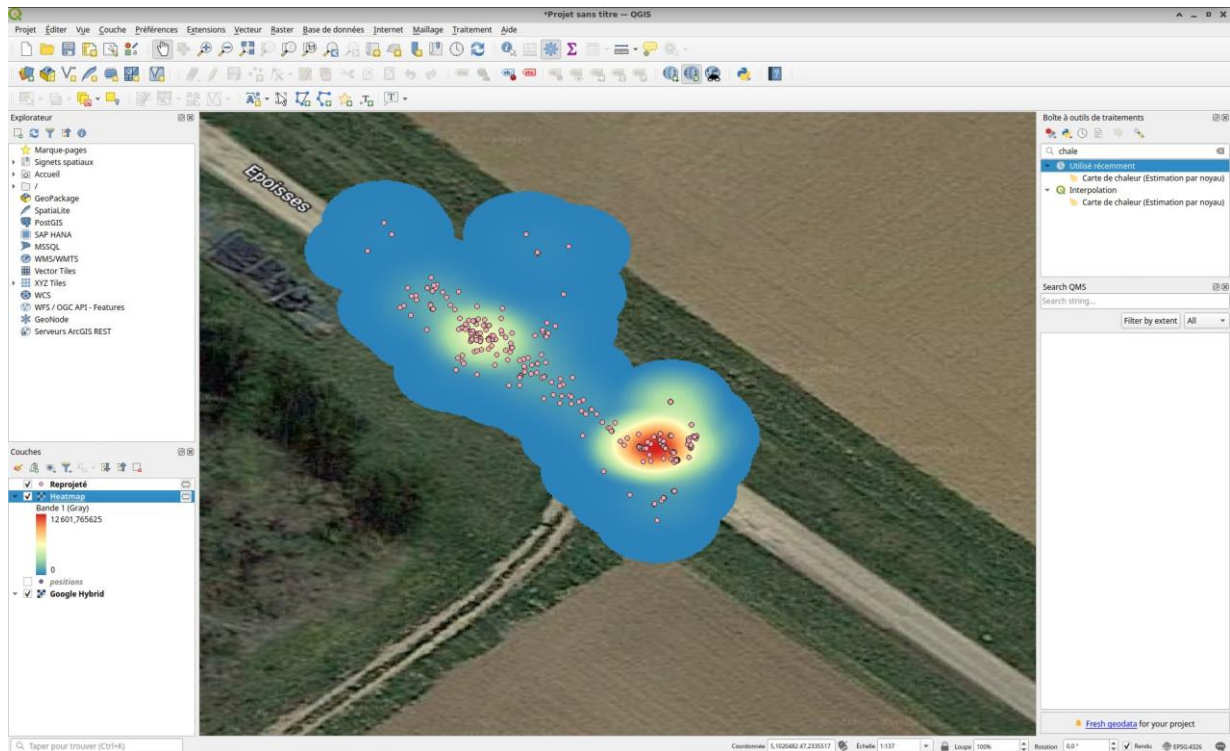 *Projet sans titre — QGIS
Projet Éditer Vue Couche Préférences Extensions Vecteur Raster Base de données Internet Maillage Traitement Aide
Explorateur
Marque-pages
Signets spatiaux
Accueil
/
GeoPackage
SpatiaLite
PostGIS
SAP HANA
MSSQL
Oracle
WMS/WMTS
Vector Tiles
XYZ Tiles
WCS
WFS / OGC API - Features
GeoNode
Serveurs ArcGIS REST
Couches
Reprojeté
Heatmap
Bande 1 (Gray)
12 601,765625
0
positions
Google Hybrid
Taper pour trouver (Ctrl+K)
Epoisses
Boîte à outils de traitements
chale
Utilisé récemment
Carte de chaleur (Estimation par noyau)
Interpolation
Carte de chaleur (Estimation par noyau)
Search QMS
Search string...
Filter by extent All
Fresh geodata for your project
Coordonnée 5,1020482 47,2335517 Échelle 1:137 Loupe 100% Rotation 0,0 ° Rendu EPSG:4326